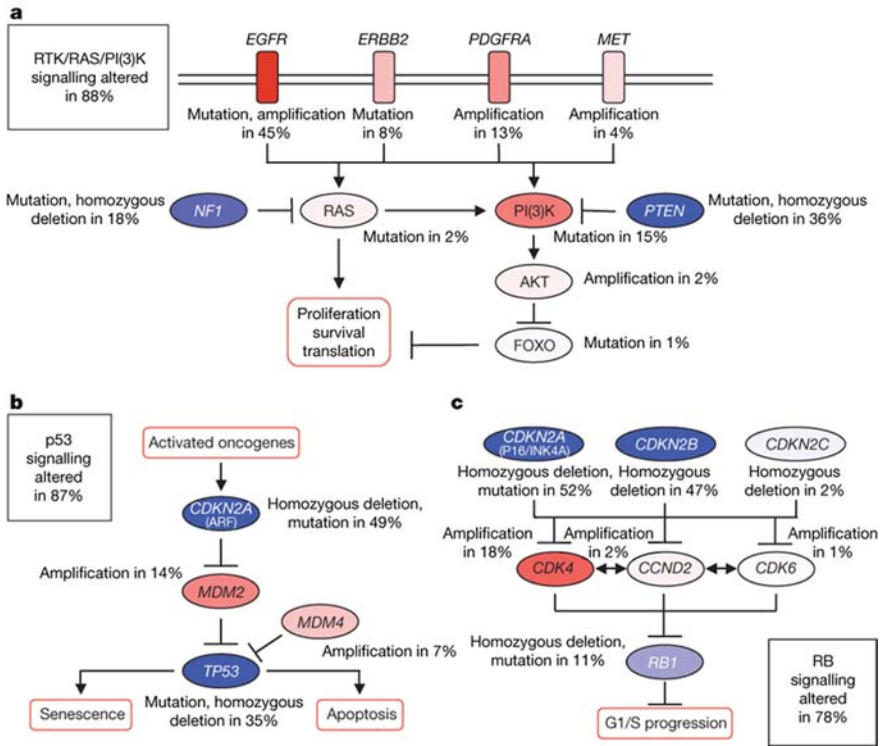 a
RTK/RAS/PI(3)K
signalling altered
in 88%
EGFR
ERBB2
PDGFRA
MET
Mutation, amplification
in 45%
Mutation
in 8%
Amplification
in 13%
Amplification
in 4%
Mutation, homozygous
deletion in 18%
NF1
RAS
PI(3)K
PTEN
Mutation, homozygous
deletion in 36%
Mutation in 2%
Mutation in 15%
AKT
Amplification in 2%
Proliferation
survival
translation
FOXO
Mutation in 1%
b
p53
signalling
altered
in 87%
Activated oncogenes
CDKN2A
(ARF)
Homozygous deletion,
mutation in 49%
Amplification in 14%
MDM2
MDM4
Amplification in 7%
TP53
Senescence
Mutation, homozygous
deletion in 35%
Apoptosis
c
CDKN2A
(P16/INK4A)
CDKN2B
CDKN2C
Homozygous deletion,
mutation in 52%
Homozygous
deletion in 47%
Homozygous
deletion in 2%
Amplification
in 18%
Amplification
in 2%
Amplification
in 1%
CDK4
CCND2
CDK6
Homozygous deletion,
mutation in 11%
RB1
G1/S progression
RB
signalling
altered
in 78%